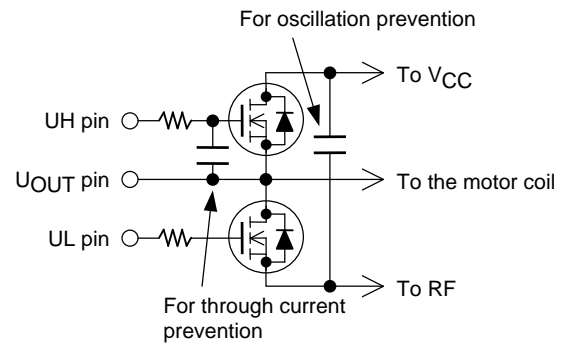 For oscillation prevention
To VCC
UH pin
UOUT pin
To the motor coil
UL pin
To RF
For through current
prevention